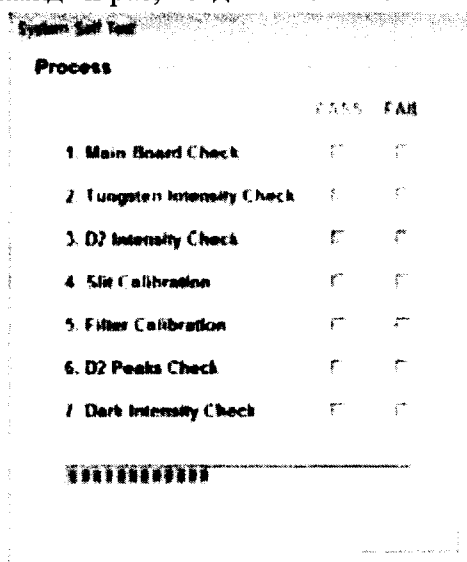 System Self Test
Process
PASS FAIL
1. Main Board Check
2. Tungsten Intensity Check
3. D2 Intensity Check
4. Slit Calibration
5. Filter Calibration
6. D2 Peaks Check
7. Dark Intensity Check